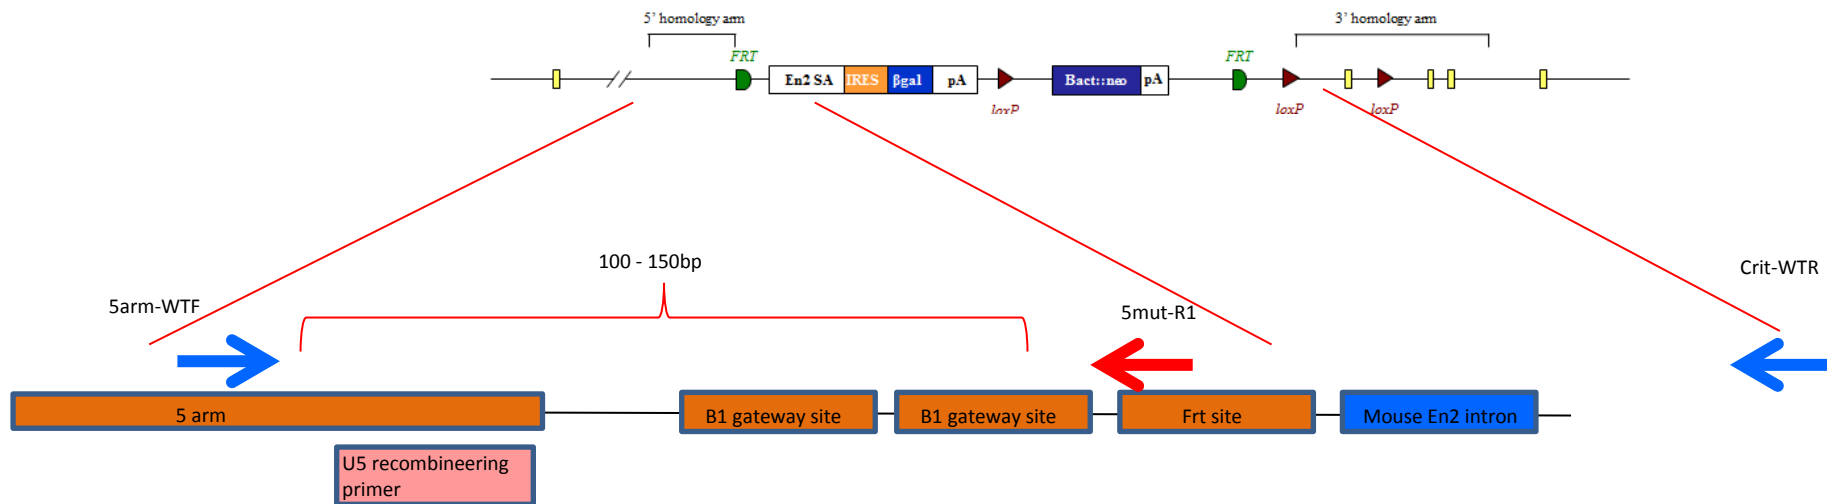 5' homology arm
3' homology arm
FRT
FRT
En2 SA IRES βgal pA
Bact::neo pA
loxP
loxP
loxP
100 - 150bp
Crit-WTR
5arm-WTF
5mut-R1
5 arm
B1 gateway site
B1 gateway site
Frt site
Mouse En2 intron
U5 recombineering
primer